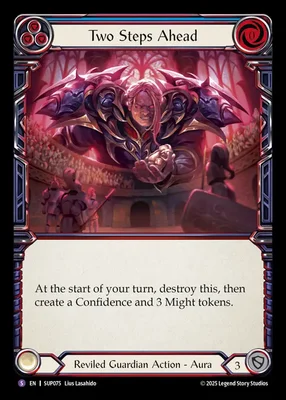 Two Steps Ahead
At the start of your turn, destroy this, then
create a Confidence and 3 Might tokens.
Reviled Guardian Action - Aura
3
S EN | SUP075 Lius Lasahido
© 2025 Legend Story Studios